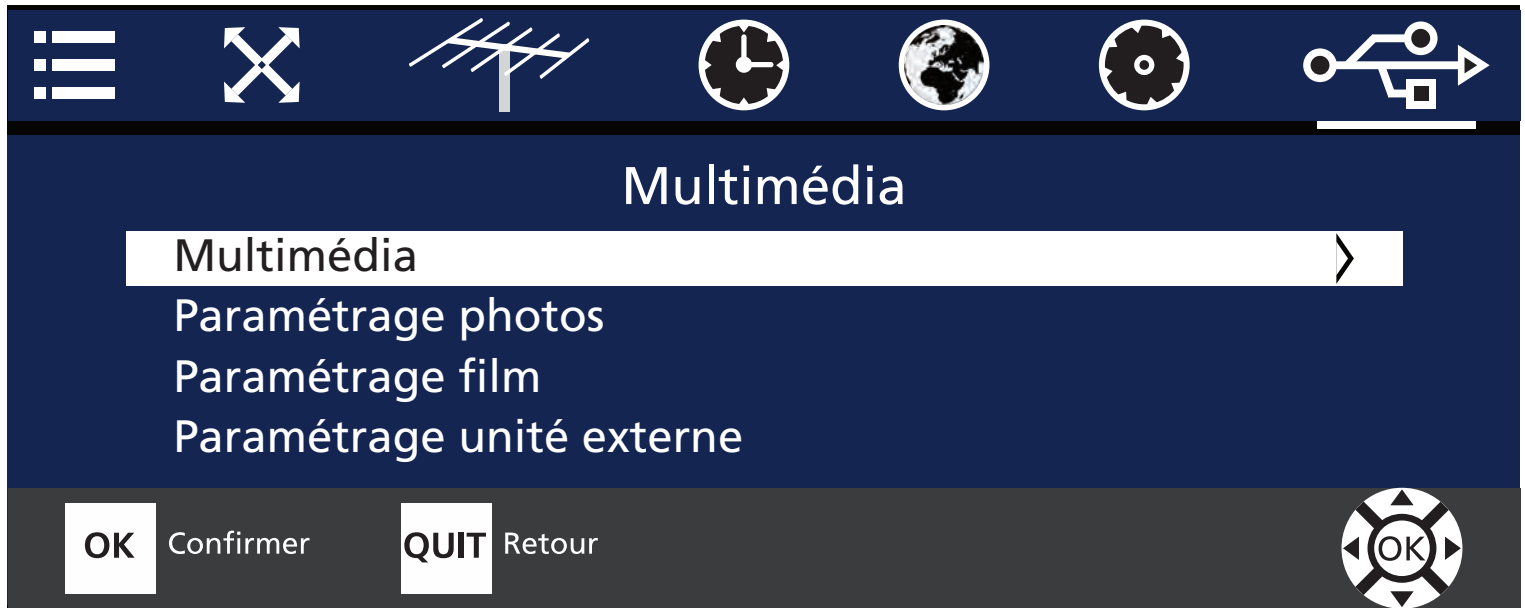 Multimédia
Multimédia
Paramétrage photos
Paramétrage film
Paramétrage unité externe
OK Confirmer QUIT Retour OK